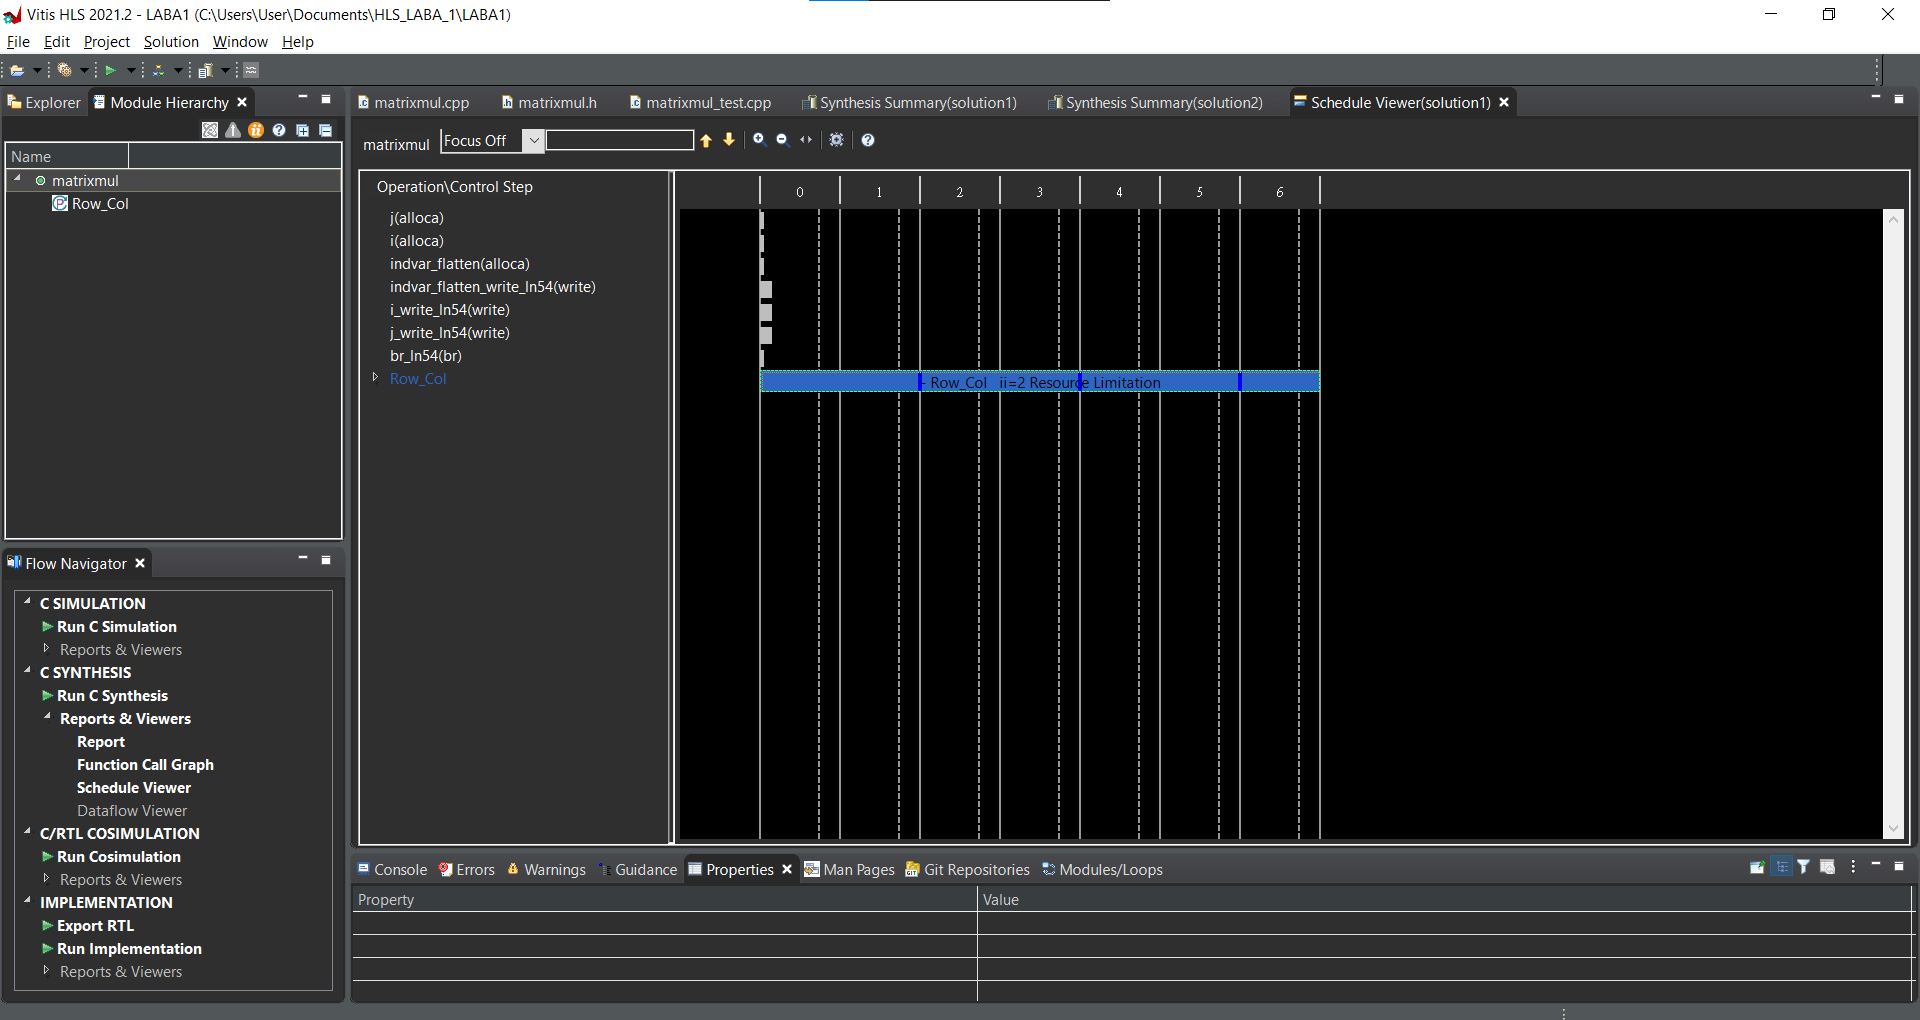 Vitis HLS 2021.2 - LABA1 (C:\Users\User\Documents\HLS_LABA_1\LABA1)
File Edit Project Solution Window Help
Explorer Module Hierarchy
Name
matrixmul
Row_Col
matrixmul.cpp matrixmul.h matrixmul_test.cpp Synthesis Summary(solution1) Synthesis Summary(solution2) Schedule Viewer(solution1)
matrixmul Focus Off
Operation\Control Step 0 1 2 3 4 5 6
j(alloca)
i(alloca)
indvar_flatten(alloca)
indvar_flatten_write_ln54(write)
i_write_ln54(write)
j_write_ln54(write)
br_ln54(br)
Row_Col - Row_Col ii=2 Resource Limitation
Flow Navigator
C SIMULATION
Run C Simulation
Reports & Viewers
C SYNTHESIS
Run C Synthesis
Reports & Viewers
Report
Function Call Graph
Schedule Viewer
Dataflow Viewer
C/RTL COSIMULATION
Run Cosimulation
Reports & Viewers
IMPLEMENTATION
Export RTL
Run Implementation
Reports & Viewers
Console Errors Warnings Guidance Properties Man Pages Git Repositories Modules/Loops
Property Value